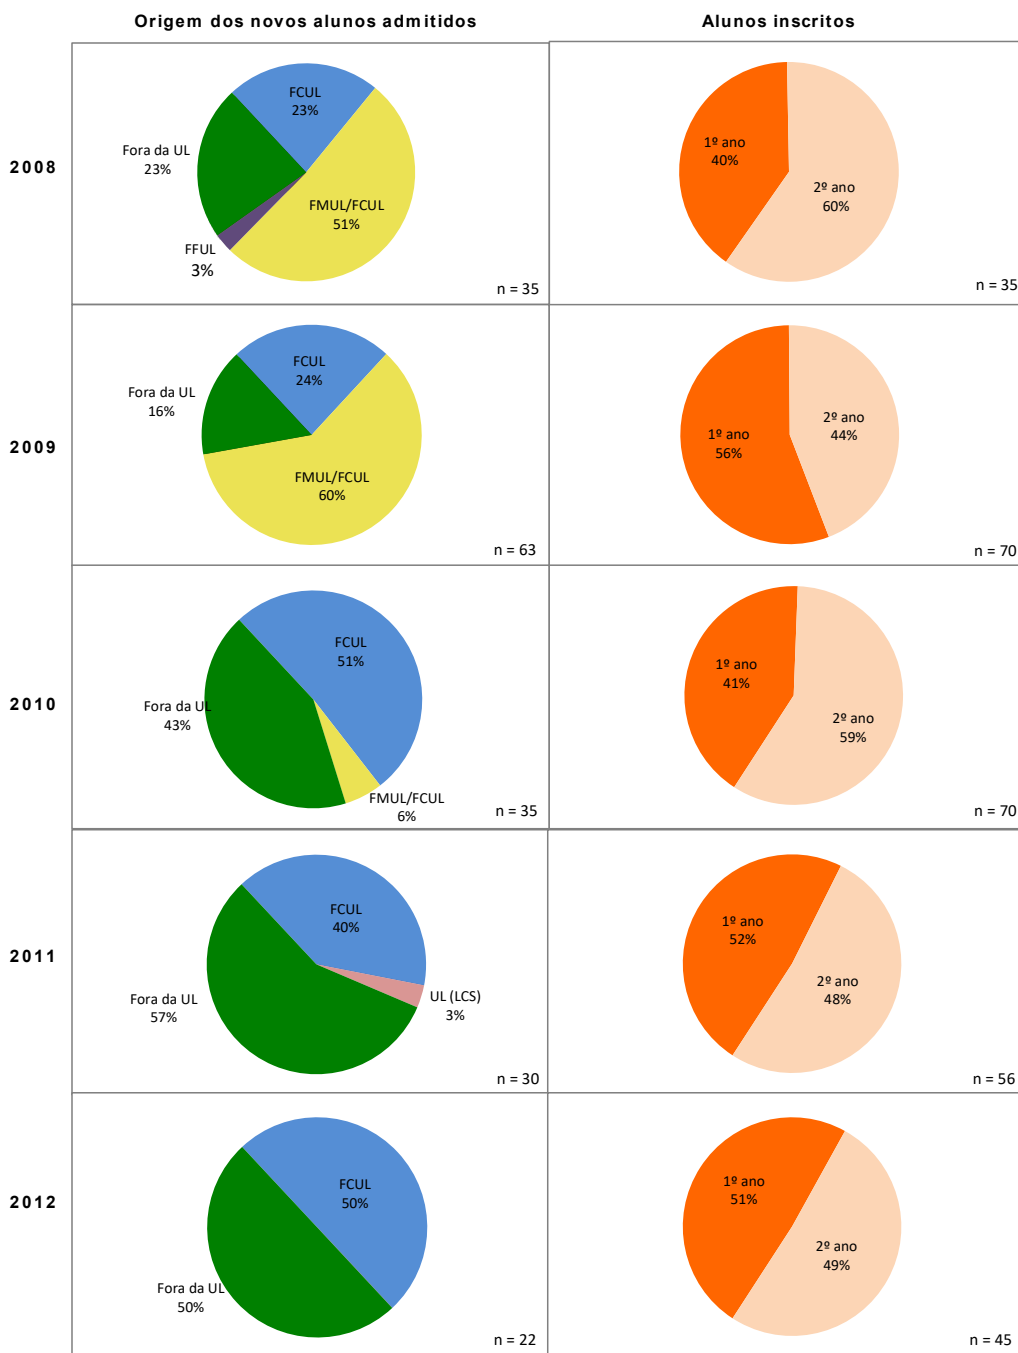 Origem dos novos alunos admitidos
Alunos inscritos
2008
FCUL
23%
Fora da UL
23%
FMUL/FCUL
51%
FFUL
3%
n = 35
1º ano
40%
2º ano
60%
n = 35
2009
FCUL
24%
Fora da UL
16%
FMUL/FCUL
60%
n = 63
1º ano
56%
2º ano
44%
n = 70
2010
FCUL
51%
Fora da UL
43%
FMUL/FCUL
6%
n = 35
1º ano
41%
2º ano
59%
n = 70
2011
FCUL
40%
Fora da UL
57%
UL (LCS)
3%
n = 30
1º ano
52%
2º ano
48%
n = 56
2012
FCUL
50%
Fora da UL
50%
n = 22
1º ano
51%
2º ano
49%
n = 45